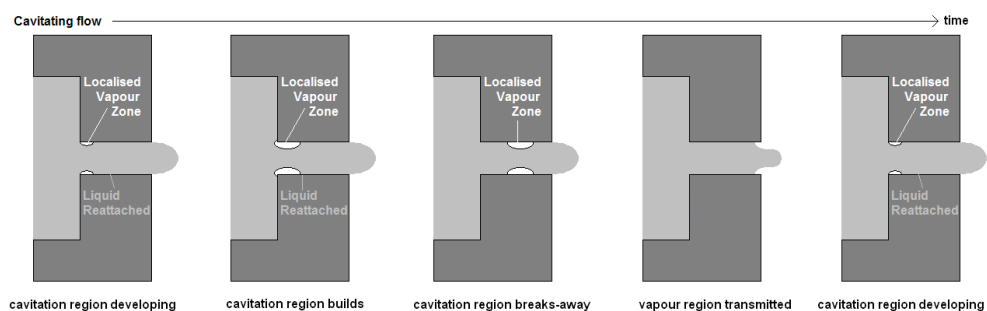 Cavitating flow
time
Localised
Vapour
Zone
Liquid
Reattached
cavitation region developing
Localised
Vapour
Zone
Liquid
Reattached
cavitation region builds
Localised
Vapour
Zone
cavitation region breaks-away
vapour region transmitted
Localised
Vapour
Zone
Liquid
Reattached
cavitation region developing